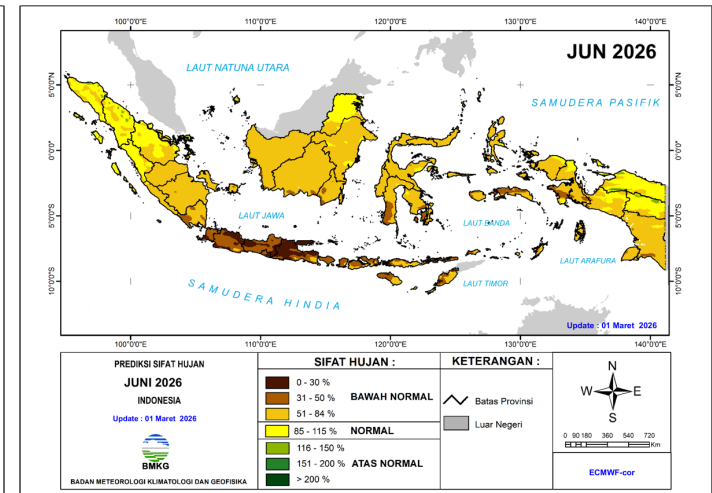 100°0'0"E 110°0'0"E 120°0'0"E 130°0'0"E 140°0'0"E
JUN 2026
LAUT NATUNA UTARA
5°0'0"N 5°0'0"N
SAMUDERA PASIFIK
0°0'0" 0°0'0"
5°0'0"S 5°0'0"S
LAUT JAWA
LAUT BANDA
LAUT ARAFURA
10°0'0"S 10°0'0"S
SAMUDERA HINDIA
LAUT TIMOR
Update : 01 Maret 2026
100°0'0"E 110°0'0"E 120°0'0"E 130°0'0"E 140°0'0"E
PREDIKSI SIFAT HUJAN
JUNI 2026
INDONESIA
Update : 01 Maret 2026
BMKG
BADAN METEOROLOGI KLIMATOLOGI DAN GEOFISIKA
SIFAT HUJAN :
0 - 30 %
31 - 50 % BAWAH NORMAL
51 - 84 %
85 - 115 % NORMAL
116 - 150 %
151 - 200 % ATAS NORMAL
> 200 %
KETERANGAN :
Batas Provinsi
Luar Negeri
N
W E
S
0 90 180 360 540 720
Km
ECMWF-cor